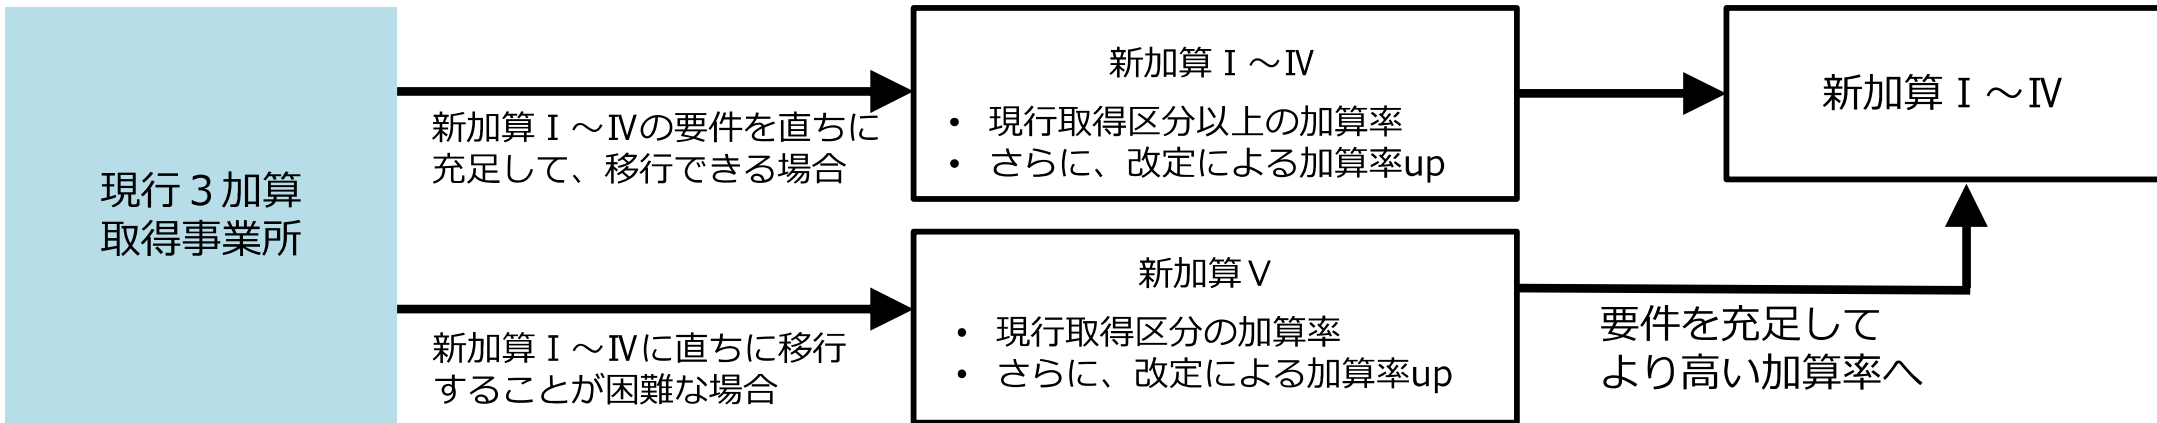 現行３加算
取得事業所
新加算Ⅰ～Ⅳの要件を直ちに
充足して、移行できる場合
新加算Ⅰ～Ⅳに直ちに移行
することが困難な場合
新加算Ⅰ～Ⅳ
• 現行取得区分以上の加算率
• さらに、改定による加算率up
新加算Ⅴ
• 現行取得区分の加算率
• さらに、改定による加算率up
要件を充足して
より高い加算率へ
新加算Ⅰ～Ⅳ